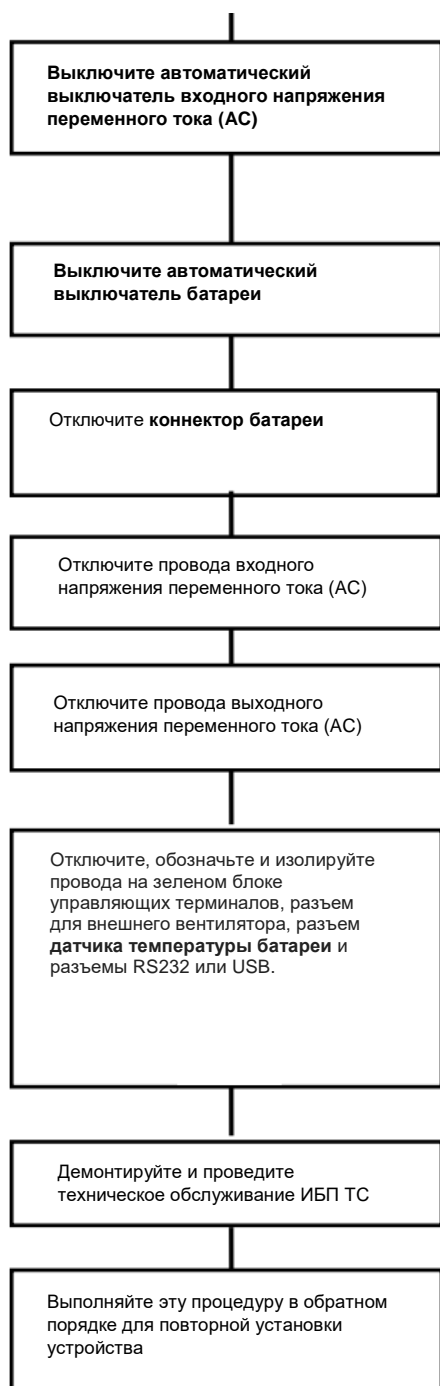 Выключите автоматический
выключатель входного напряжения
переменного тока (AC)
Выключите автоматический
выключатель батареи
Отключите коннектор батареи
Отключите провода входного
напряжения переменного тока (AC)
Отключите провода выходного
напряжения переменного тока (AC)
Отключите, обозначьте и изолируйте
провода на зеленом блоке
управляющих терминалов, разъем
для внешнего вентилятора, разъем
датчика температуры батареи и
разъемы RS232 или USB.
Демонтируйте и проведите
техническое обслуживание ИБП ТС
Выполняйте эту процедуру в обратном
порядке для повторной установки
устройства